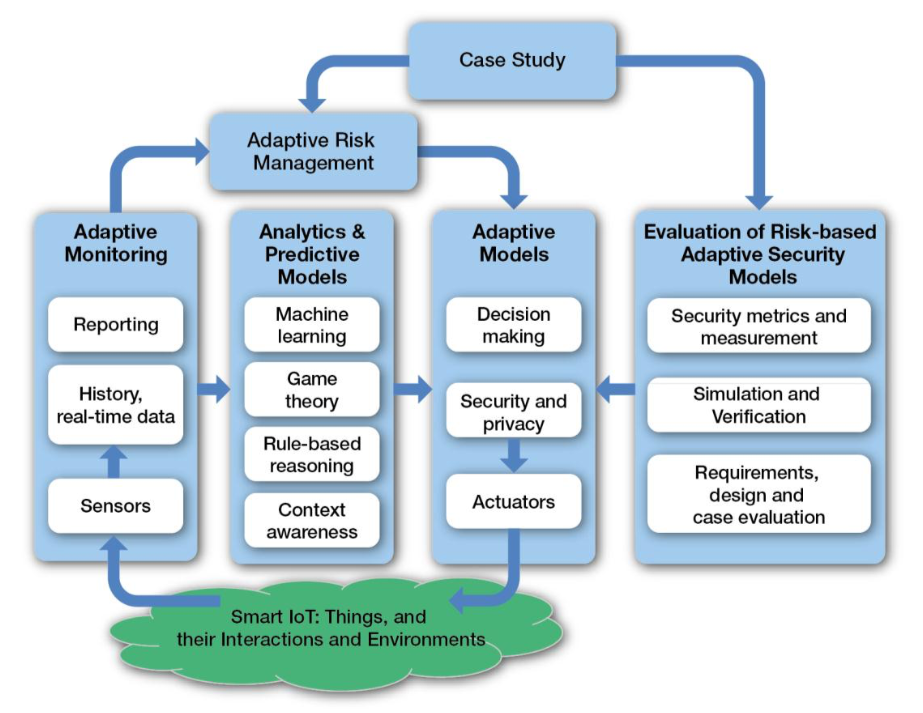 Case Study
Adaptive Risk
Management
Adaptive
Monitoring
Reporting
History,
real-time data
Sensors
Analytics &
Predictive
Models
Machine
learning
Game
theory
Rule-based
reasoning
Context
awareness
Adaptive
Models
Decision
making
Security and
privacy
Actuators
Evaluation of Risk-based
Adaptive Security
Models
Security metrics and
measurement
Simulation and
Verification
Requirements,
design and
case evaluation
Smart IoT: Things, and
their Interactions and Environments